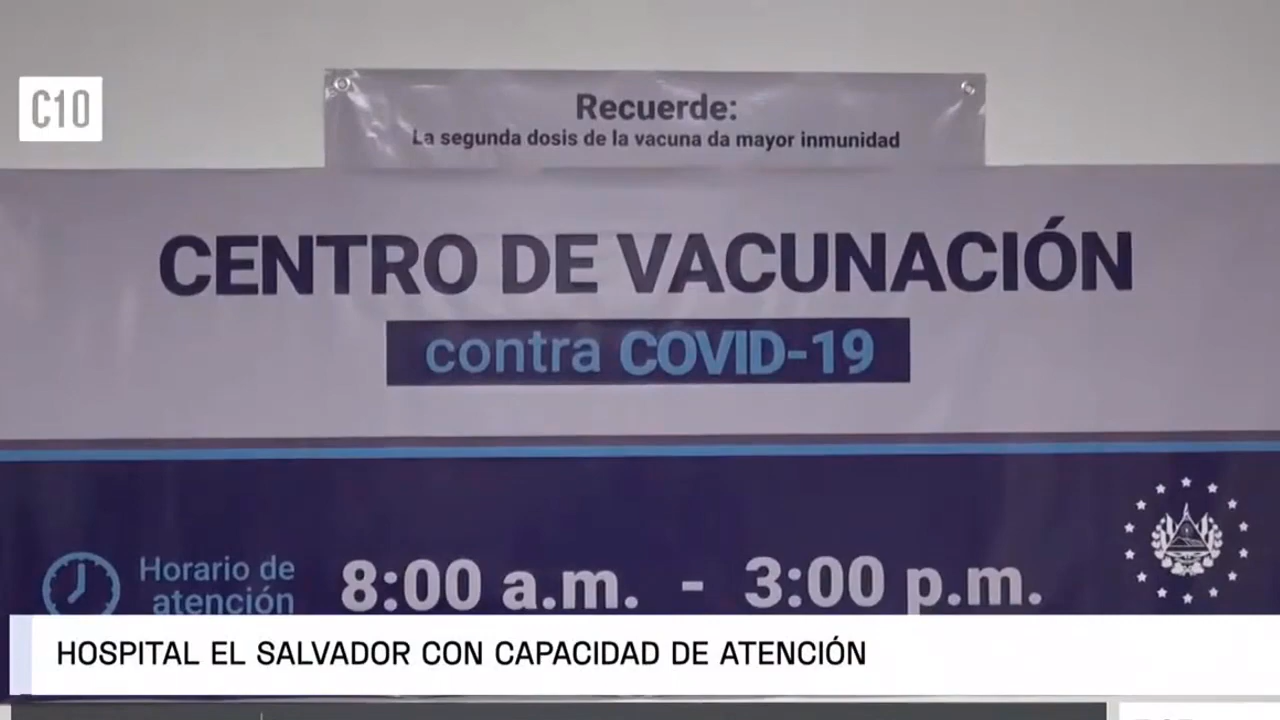 C10
Recuerde:
La segunda dosis de la vacuna da mayor inmunidad
CENTRO DE VACUNACIÓN
contra COVID-19
Horario de
atención
8:00 a.m. - 3:00 p.m.
HOSPITAL EL SALVADOR CON CAPACIDAD DE ATENCIÓN